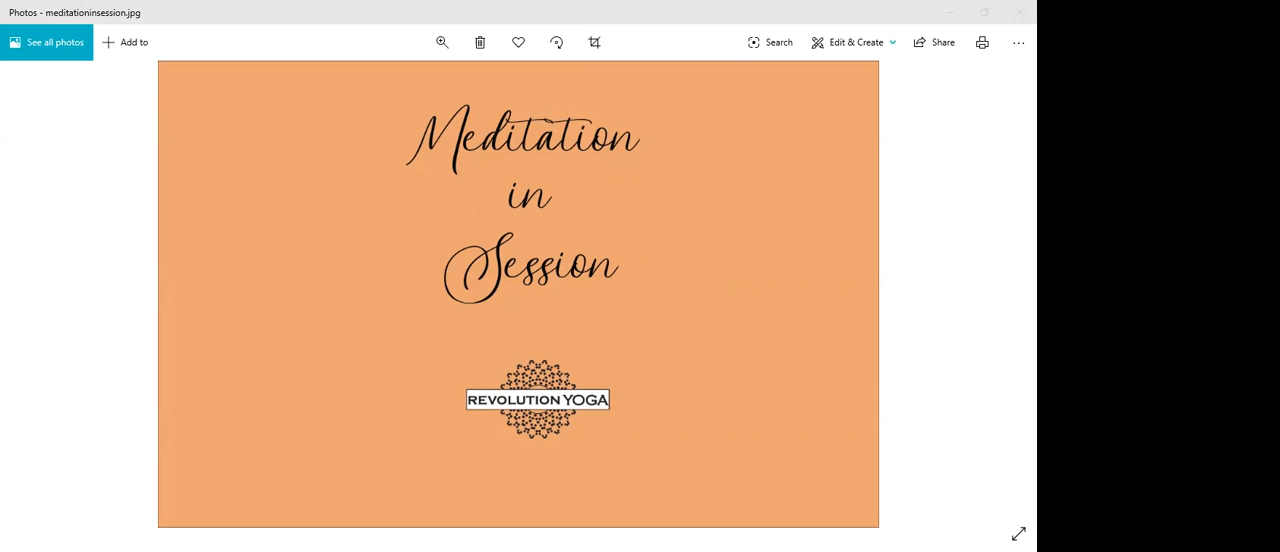 Photos - meditationinsession.jpg
See all photos
Add to
Search
Edit & Create
Share
Meditation
in
Session
REVOLUTION YOGA